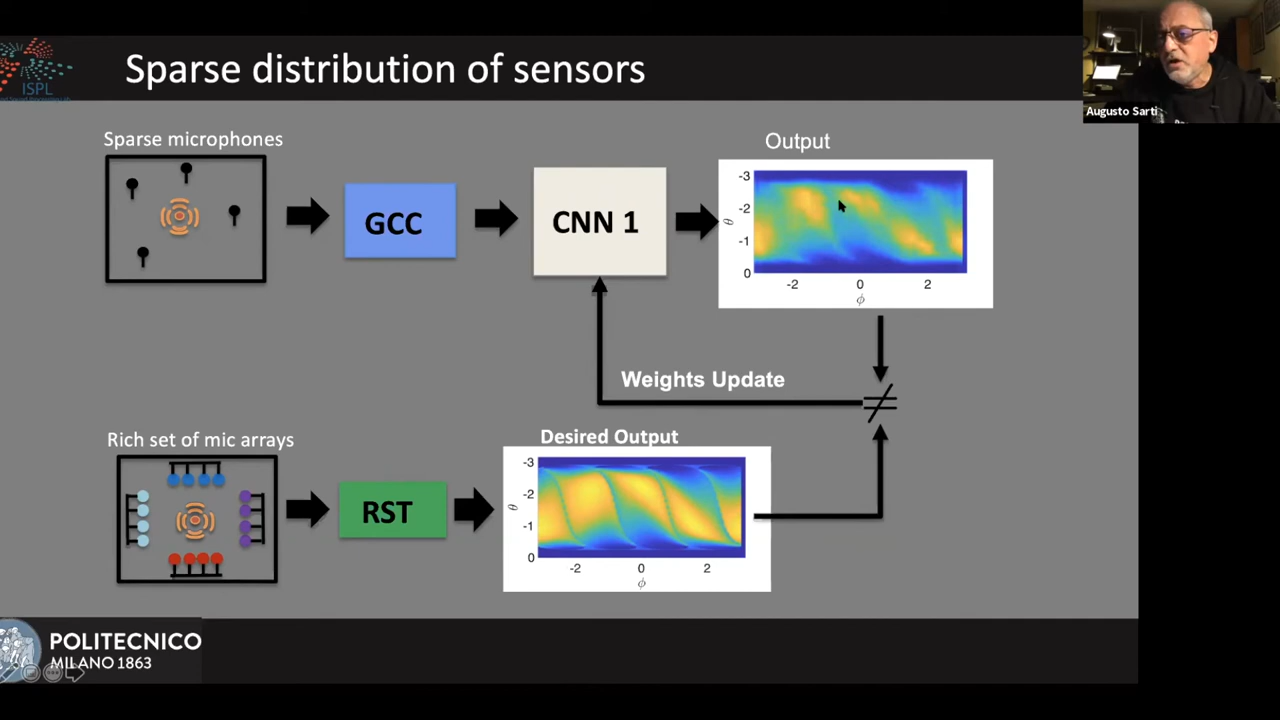 Sparse distribution of sensors
ISPL
Augusto Sarti
Sparse microphones
Output
GCC
CNN 1
-3
-2
-1
0
θ
-2
0
2
ϕ
Weights Update
Rich set of mic arrays
Desired Output
RST
-3
-2
-1
0
θ
-2
0
2
ϕ
POLITECNICO
MILANO 1863